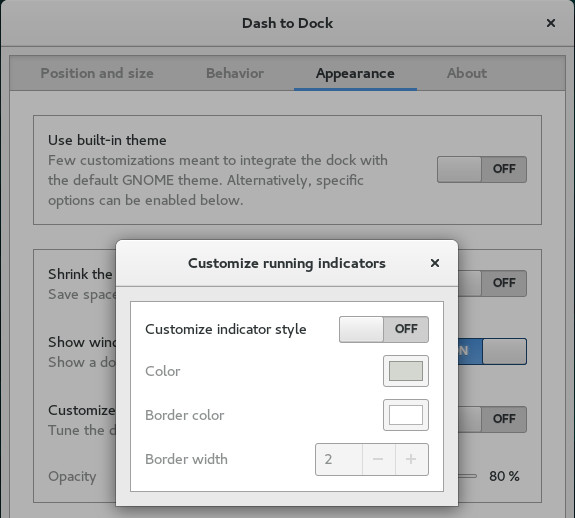 Dash to Dock
Position and size Behavior Appearance About
Use built-in theme
Few customizations meant to integrate the dock with
the default GNOME theme. Alternatively, specific
options can be enabled below.
OFF
Shrink the
Save space
OFF
Show
Show a
Customize
Tune the
OFF
Opacity
80 %
Customize running indicators
Customize indicator style OFF
Color
Border color
Border width 2